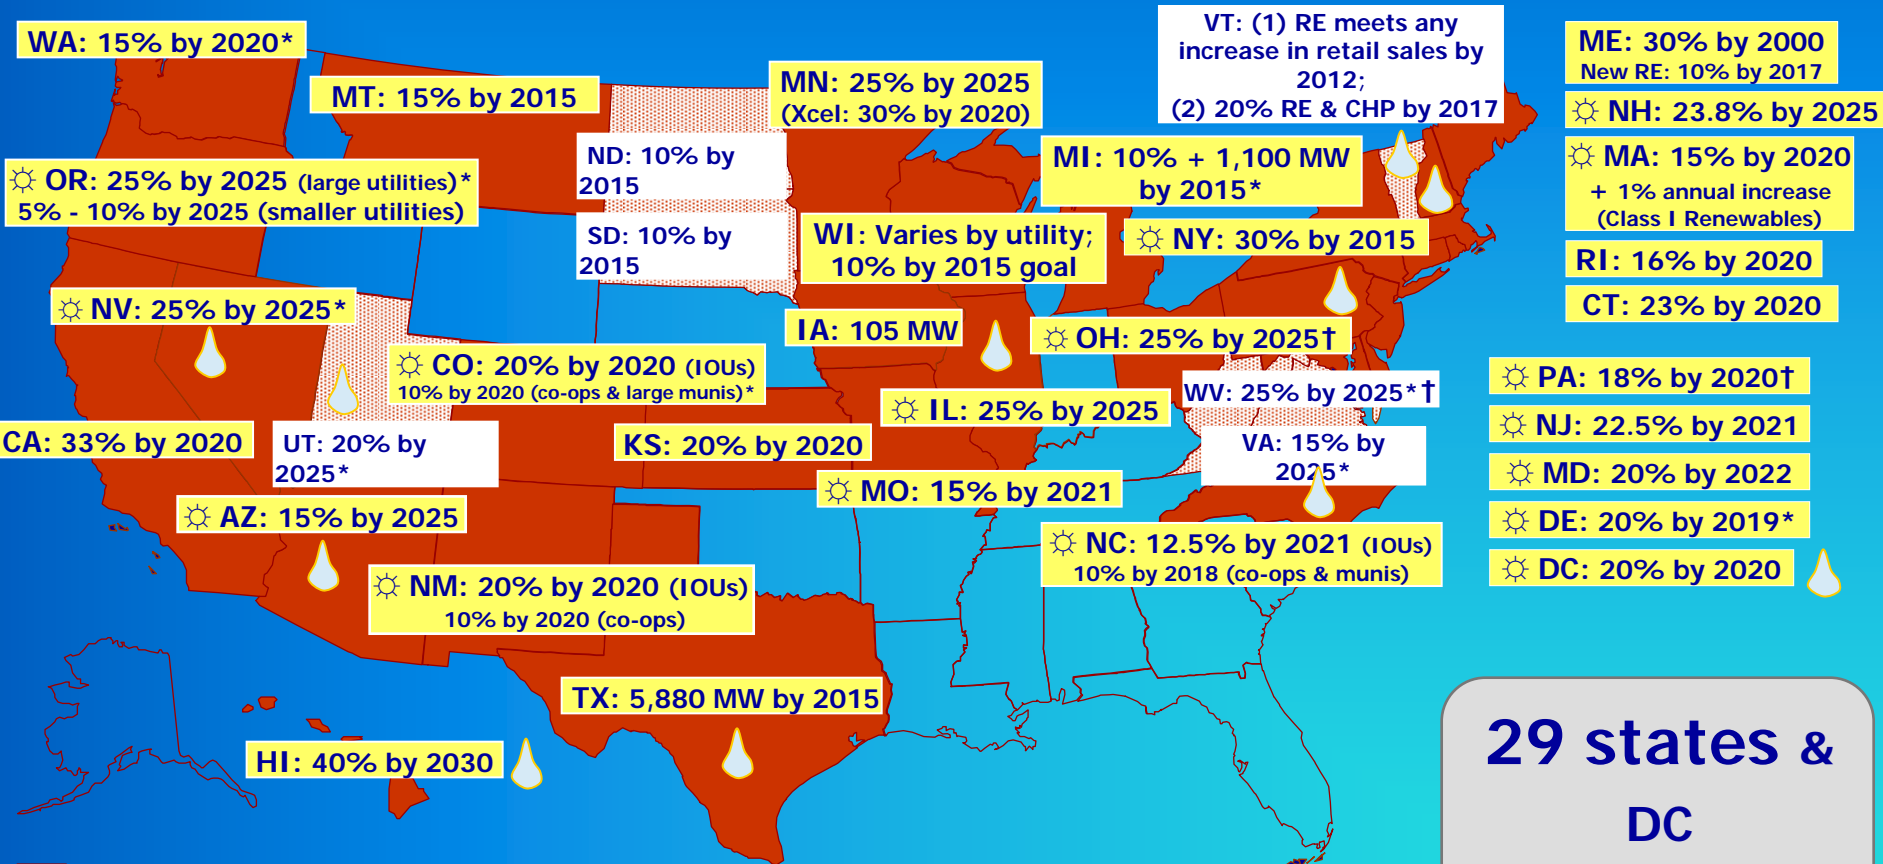 WA: 15% by 2020*
MT: 15% by 2015
MN: 25% by 2025
(Xcel: 30% by 2020)
VT: (1) RE meets any
increase in retail sales by
2012;
(2) 20% RE & CHP by 2017
ME: 30% by 2000
New RE: 10% by 2017
☼ NH: 23.8% by 2025
☼ MA: 15% by 2020
+ 1% annual increase
(Class I Renewables)
RI: 16% by 2020
CT: 23% by 2020
☼ OR: 25% by 2025 (large utilities)*
5% - 10% by 2025 (smaller utilities)
ND: 10% by
2015
SD: 10% by
2015
MI: 10% + 1,100 MW
by 2015*
WI: Varies by utility;
10% by 2015 goal
☼ NY: 30% by 2015
☼ NV: 25% by 2025*
IA: 105 MW
☼ OH: 25% by 2025†
☼ CO: 20% by 2020 (IOUs)
10% by 2020 (co-ops & large munis)*
WV: 25% by 2025*†
☼ IL: 25% by 2025
CA: 33% by 2020
UT: 20% by
2025*
KS: 20% by 2020
VA: 15% by
2025*
☼ MO: 15% by 2021
☼ AZ: 15% by 2025
☼ NC: 12.5% by 2021 (IOUs)
10% by 2018 (co-ops & munis)
☼ NM: 20% by 2020 (IOUs)
10% by 2020 (co-ops)
TX: 5,880 MW by 2015
HI: 40% by 2030
☼ PA: 18% by 2020†
☼ NJ: 22.5% by 2021
☼ MD: 20% by 2022
☼ DE: 20% by 2019*
☼ DC: 20% by 2020
29 states &
DC